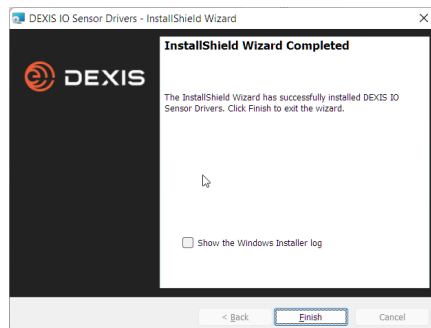 DEXIS IO Sensor Drivers - InstallShield Wizard
InstallShield Wizard Completed
DEXIS
The InstallShield Wizard has successfully installed DEXIS IO
Sensor Drivers. Click Finish to exit the wizard.
Show the Windows Installer log
< Back
Finish
Cancel